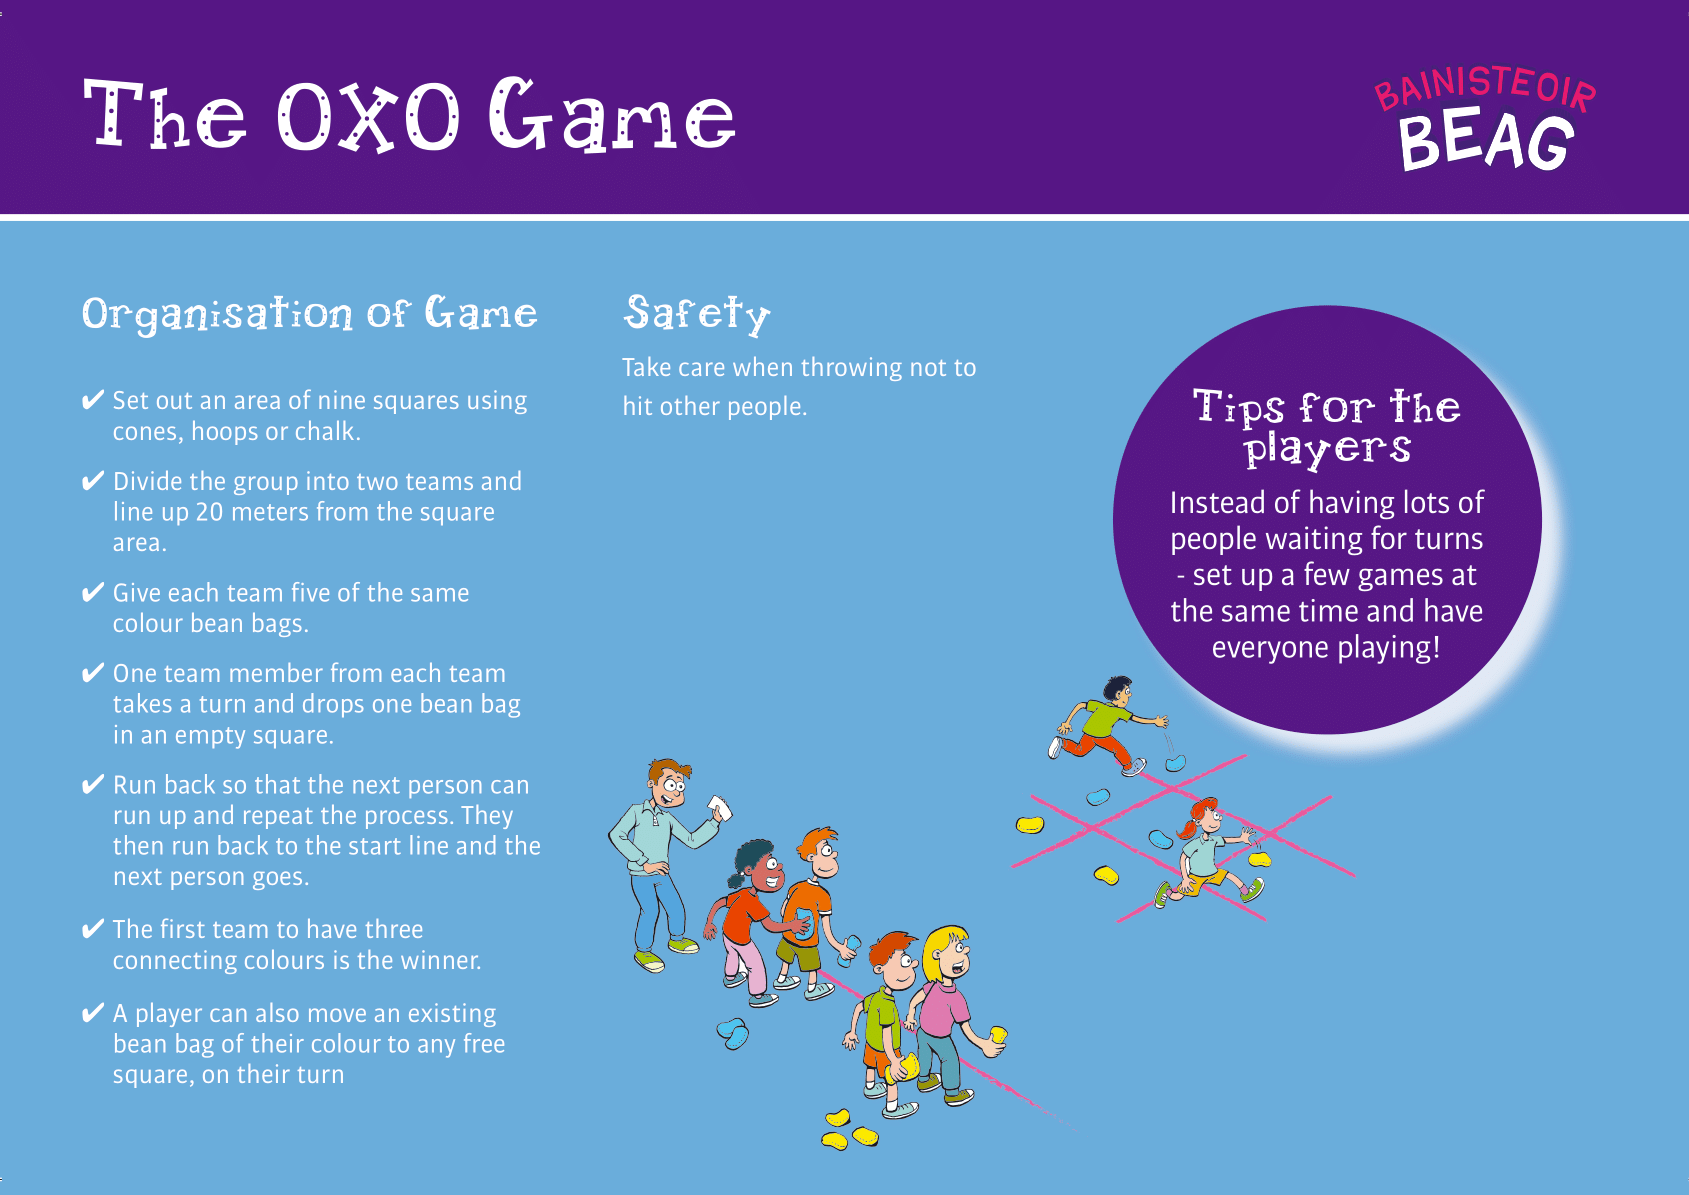 The OXO Game
BAINISTEOIR
BEAG
Organisation of Game
✔ Set out an area of nine squares using
cones, hoops or chalk.
✔ Divide the group into two teams and
line up 20 meters from the square
area.
✔ Give each team five of the same
colour bean bags.
✔ One team member from each team
takes a turn and drops one bean bag
in an empty square.
✔ Run back so that the next person can
run up and repeat the process. They
then run back to the start line and the
next person goes.
✔ The first team to have three
connecting colours is the winner.
✔ A player can also move an existing
bean bag of their colour to any free
square, on their turn
Safety
Take care when throwing not to
hit other people.
Tips for the
players
Instead of having lots of
people waiting for turns
- set up a few games at
the same time and have
everyone playing!